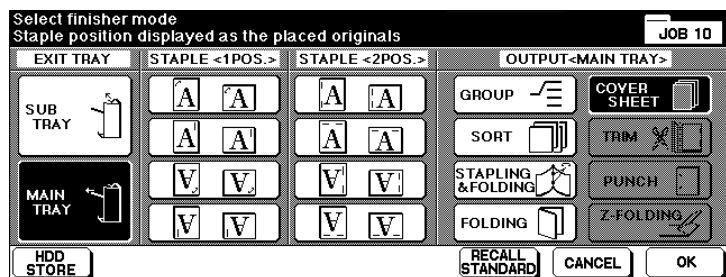 Select finisher mode
Staple position displayed as the placed originals
JOB 10
EXIT TRAY
STAPLE <1POS.>
STAPLE <2POS.>
OUTPUT<MAIN TRAY>
SUB
TRAY
MAIN
TRAY
A A
A A
A A
A A
A A
A A
A A
A A
GROUP
SORT
STAPLING
&FOLDING
FOLDING
COVER
SHEET
TRIM
PUNCH
Z-FOLDING
HDD
STORE
RECALL
STANDARD
CANCEL
OK